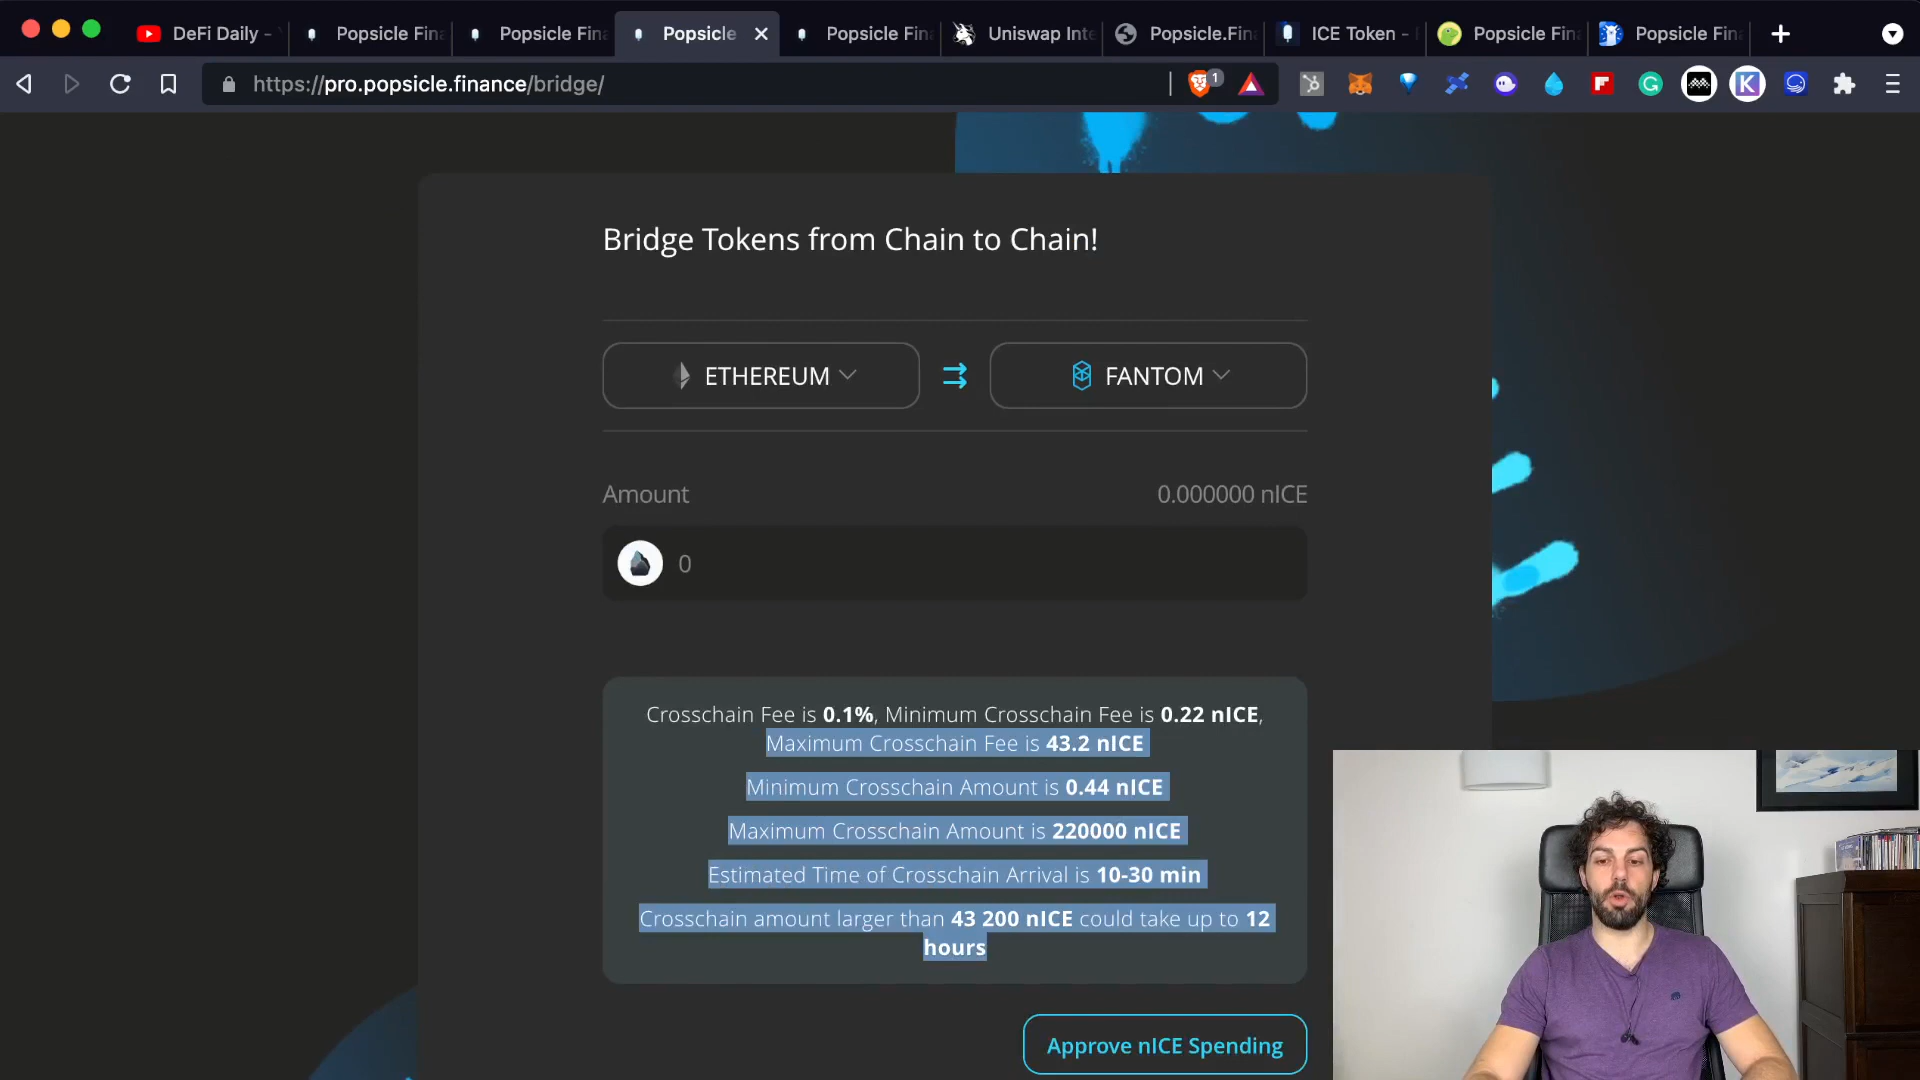 DeFi Daily -
Popsicle Fin
Popsicle Fin
Popsicle
Popsicle Fin
Uniswap Inte
Popsicle.Fina
ICE Token -
Popsicle Fin
Popsicle Fin
https://pro.popsicle.finance/bridge/
1
Bridge Tokens from Chain to Chain!
ETHEREUM
FANTOM
Amount
0.000000 nICE
0
Crosschain Fee is 0.1%, Minimum Crosschain Fee is 0.22 nICE,
Maximum Crosschain Fee is 43.2 nICE
Minimum Crosschain Amount is 0.44 nICE
Maximum Crosschain Amount is 220000 nICE
Estimated Time of Crosschain Arrival is 10-30 min
Crosschain amount larger than 43 200 nICE could take up to 12
hours
Approve nICE Spending